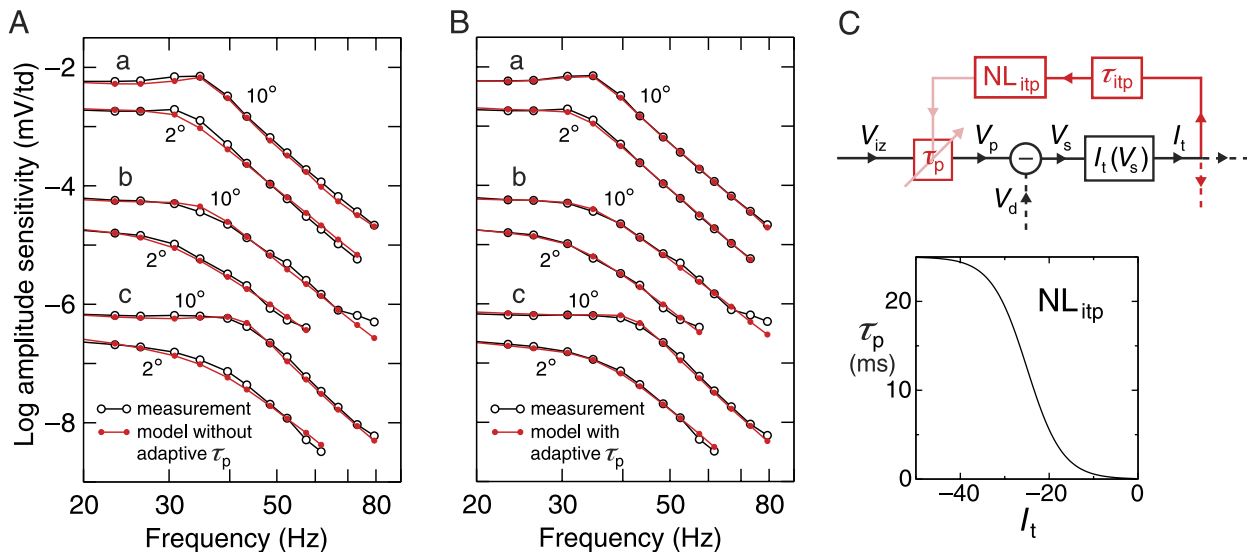 A
Log amplitude sensitivity (mV/td)
−2
−4
−6
−8
a
10°
2°
b
10°
2°
c
10°
2°
measurement
model without
adaptive τp
20
30
50
80
Frequency (Hz)
B
a
10°
2°
b
10°
2°
c
10°
2°
measurement
model with
adaptive τp
20
30
50
80
Frequency (Hz)
C
NLitp
τitp
Viz
τp
Vp
−
Vs
It(Vs)
It
Vd
NLitp
τp
(ms)
20
10
0
−40
−20
0
It